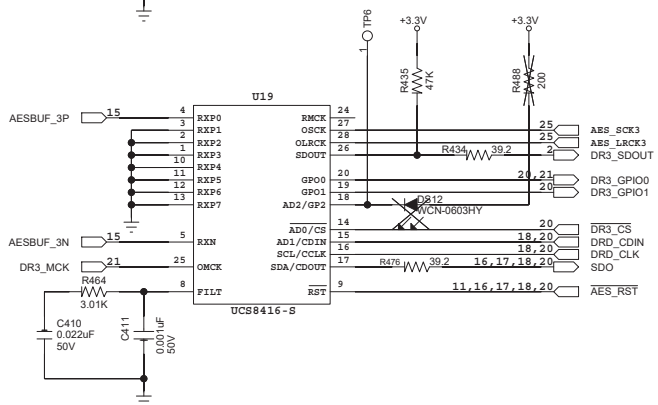 TP6
1
+3.3V
+3.3V
R435
47K
R488
200
U19
AESBUF_3P 15 4 RXP0 RMCK 24
3 RXP1 OSCK 27 25 AES_SCK3
2 RXP2 OLRCK 28 25 AES_LRCK3
1 RXP3 SDOUT 26 R434 39.2 2 DR3_SDOUT
10 RXP4
11 RXP5 GPO0 20 20,21 DR3_GPIO0
12 RXP6 GPO1 19 20 DR3_GPIO1
13 RXP7 AD2/GP2 18 DS12
WCN-0603HY
AD0/CS 14 20 DR3_CS
AESBUF_3N 15 5 RXN AD1/CDIN 15 18,20 DRD_CDIN
SCL/CCLK 16 18,20 DRD_CLK
DR3_MCK 21 25 OMCK SDA/CDOUT 17 R476 39.2 16,17,18,20 SDO
R464
3.01K
8 FILT RST 9 11,16,17,18,20 AES_RST
UCS8416-S
C410
0.022uF
50V
C411
0.001uF
50V